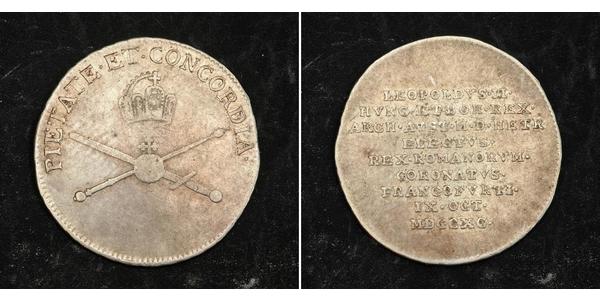 PIETATE · ET · CONCORDIA ·
LEOPOLDVS · II ·
HVNG · ET · BOE · REX ·
ARCH · AVST · M · D · HETR
ELECTVS ·
REX · ROMANORVM ·
CORONATVS ·
FRANCOFVRTI ·
IX · OCT ·
MDCCXC ·